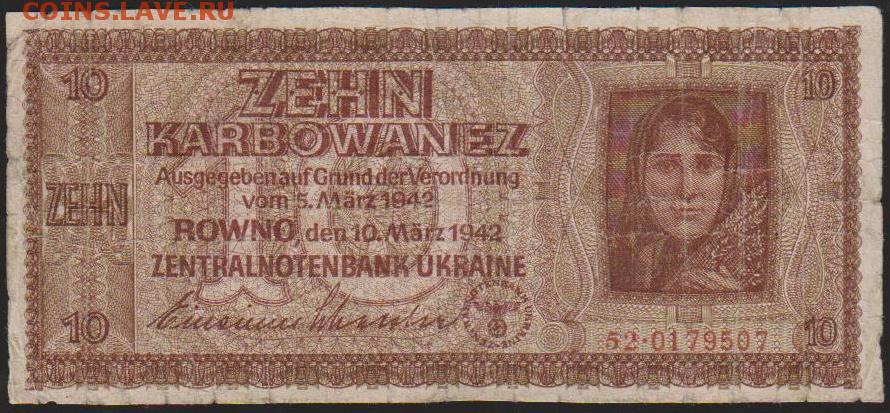 COINS.LAVE.RU
10
10
ZEHN
KARBOWANEZ
Ausgegeben auf Grund der Verordnung
vom 5. März 1942
ZEHN
ROWNO, den 10. März 1942
ZENTRALNOTENBANK UKRAINE
10
52·0179507
10